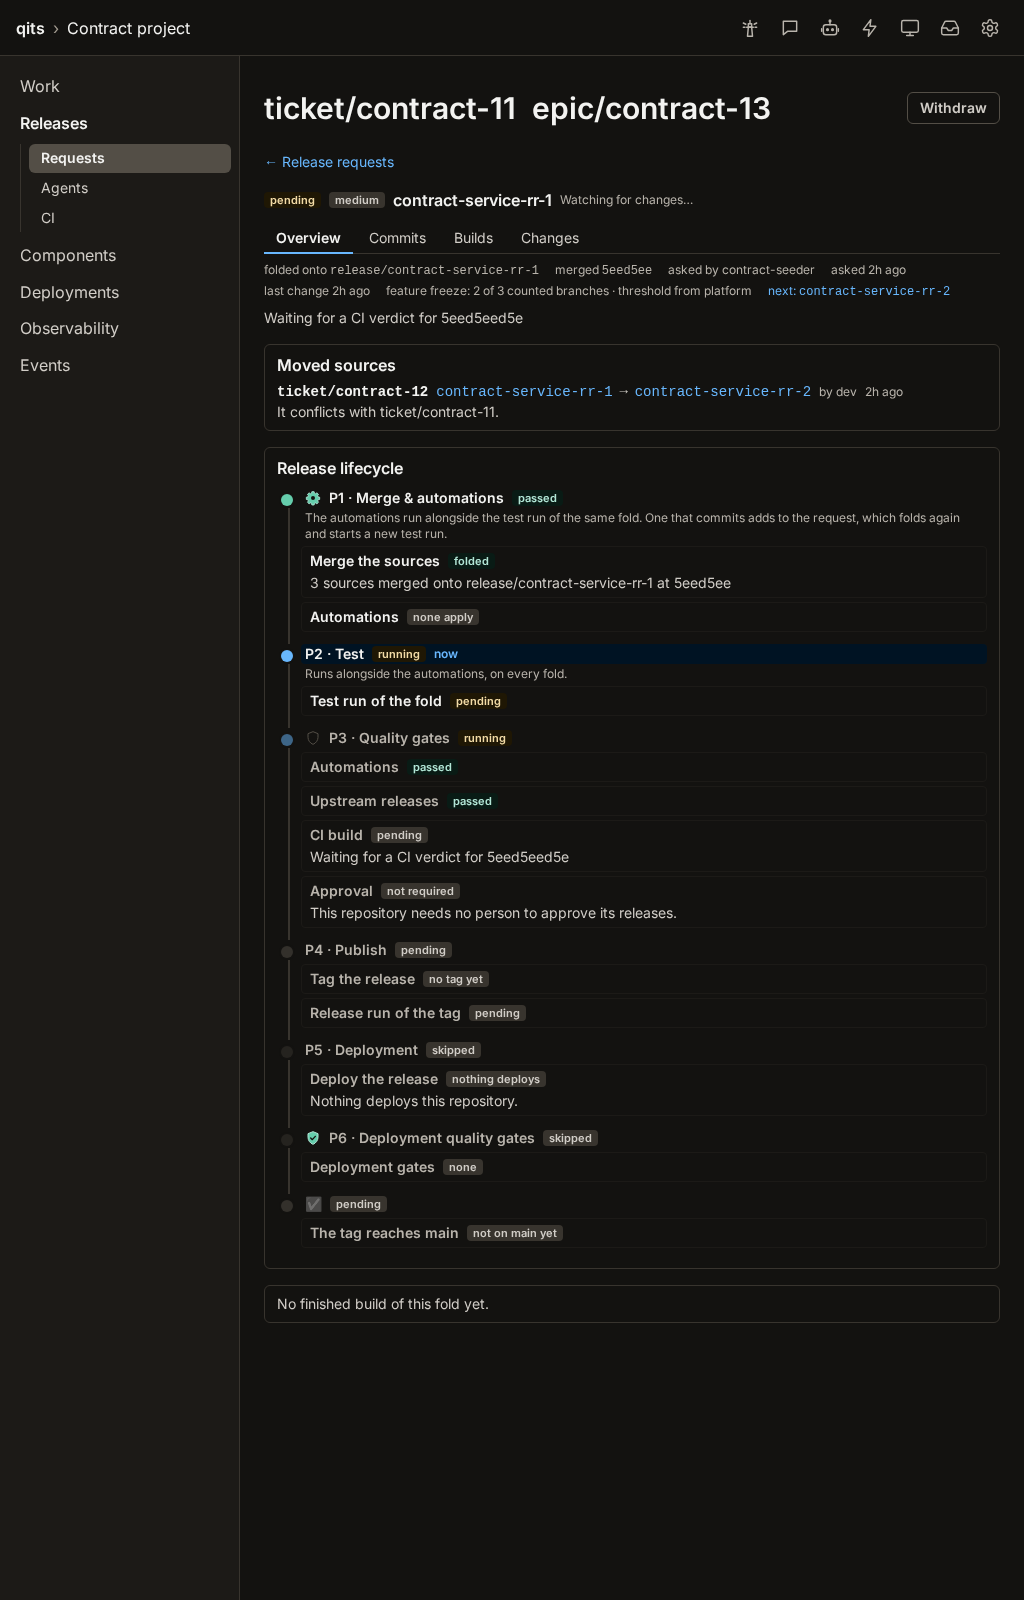 qits › Contract project
Work
Releases
Requests
Agents
CI
Components
Deployments
Observability
Events
ticket/contract-11 epic/contract-13
Withdraw
← Release requests
pending medium contract-service-rr-1 Watching for changes…
Overview Commits Builds Changes
folded onto release/contract-service-rr-1 merged 5eed5ee asked by contract-seeder asked 2h ago
last change 2h ago feature freeze: 2 of 3 counted branches · threshold from platform next: contract-service-rr-2
Waiting for a CI verdict for 5eed5eed5e
Moved sources
ticket/contract-12 contract-service-rr-1 → contract-service-rr-2 by dev 2h ago
It conflicts with ticket/contract-11.
Release lifecycle
P1 · Merge & automations passed
The automations run alongside the test run of the same fold. One that commits adds to the request, which folds again
and starts a new test run.
Merge the sources folded
3 sources merged onto release/contract-service-rr-1 at 5eed5ee
Automations none apply
P2 · Test running now
Runs alongside the automations, on every fold.
Test run of the fold pending
P3 · Quality gates running
Automations passed
Upstream releases passed
CI build pending
Waiting for a CI verdict for 5eed5eed5e
Approval not required
This repository needs no person to approve its releases.
P4 · Publish pending
Tag the release no tag yet
Release run of the tag pending
P5 · Deployment skipped
Deploy the release nothing deploys
Nothing deploys this repository.
P6 · Deployment quality gates skipped
Deployment gates none
pending
The tag reaches main not on main yet
No finished build of this fold yet.